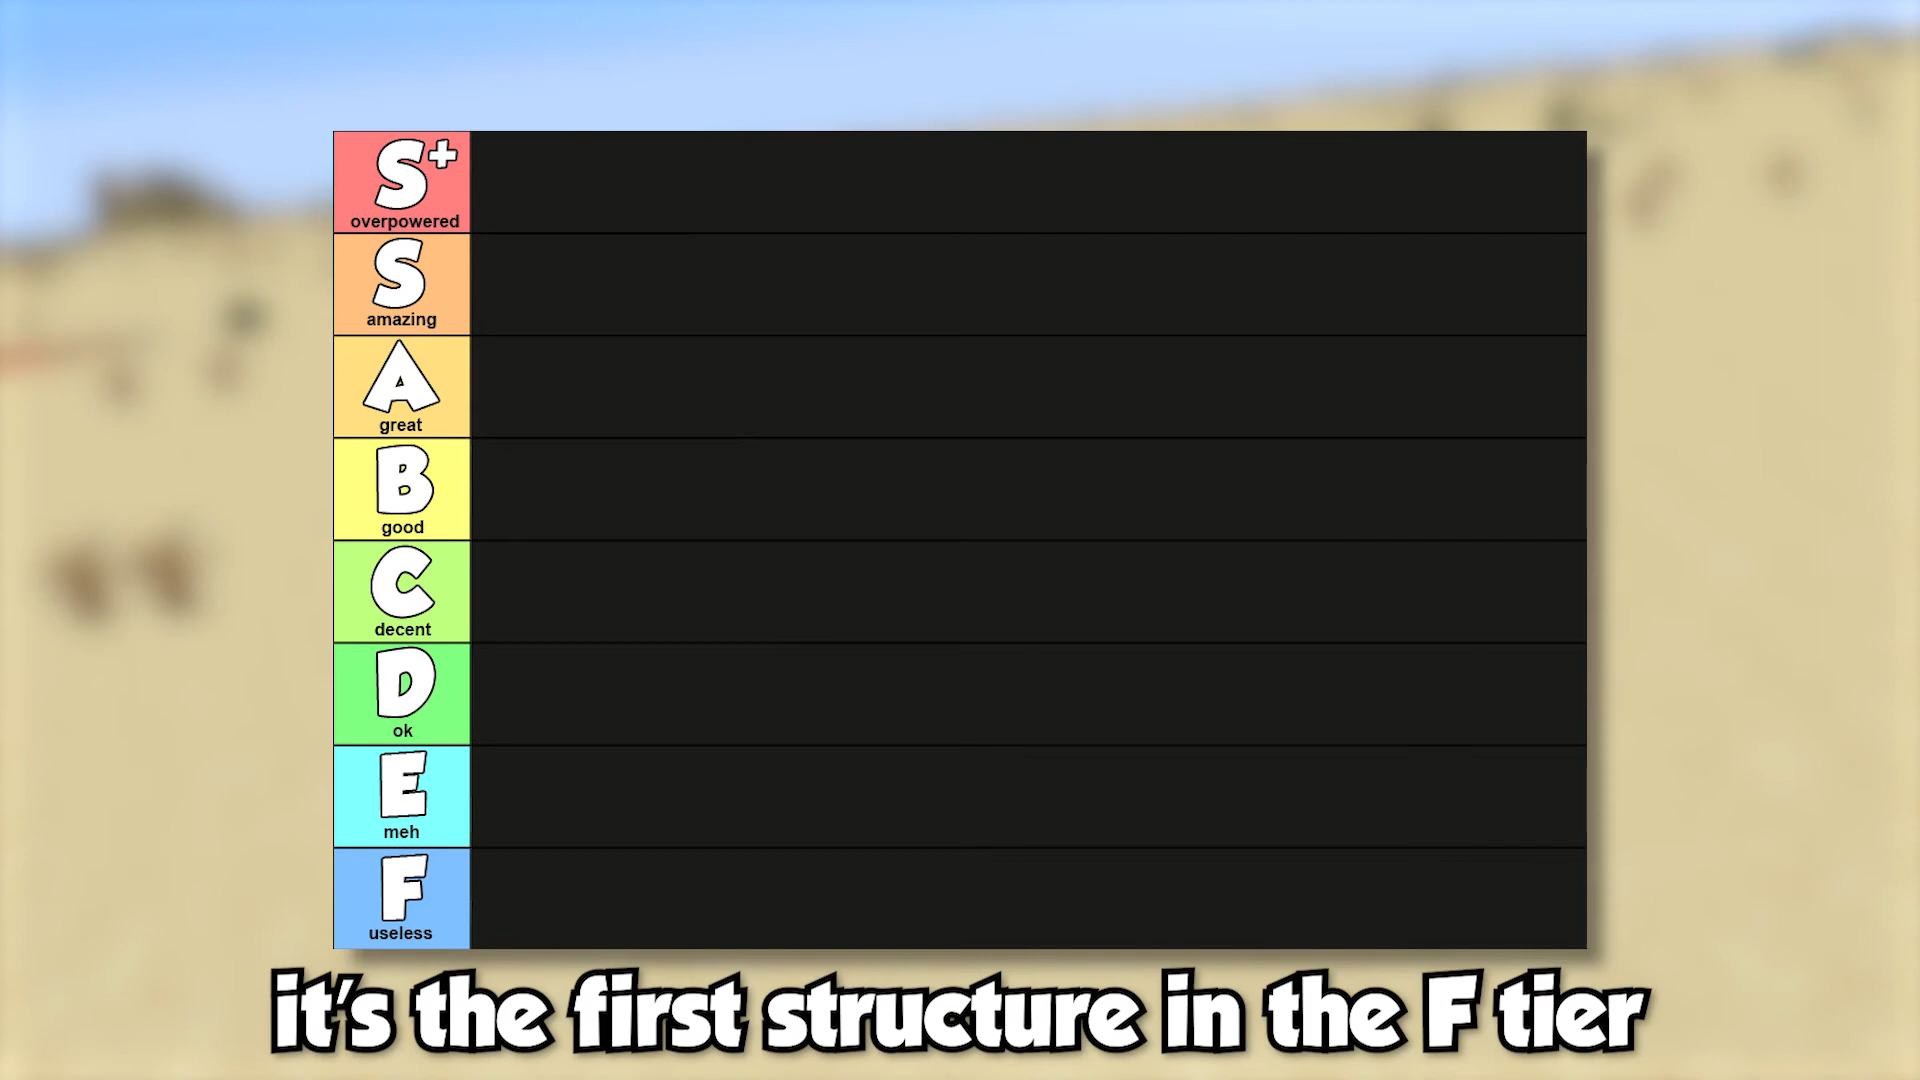 S+
overpowered
S
amazing
A
great
B
good
C
decent
D
ok
E
meh
F
useless
it's the first structure in the F tier